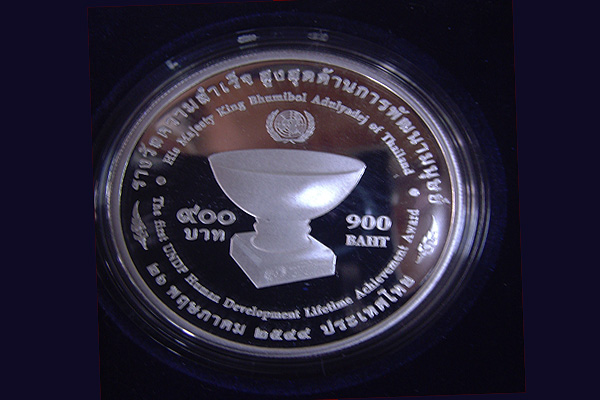 รางวัลความสำเร็จ สูงสุดด้านการพัฒนามนุษย์
His Majesty King Bhumibol Adulyadej of Thailand
๙๐๐
บาท
900
BAHT
The first UNDP Human Development Lifetime Achievement Award
๒๖ พฤษภาคม ๒๕๔๙ ประเทศไทย